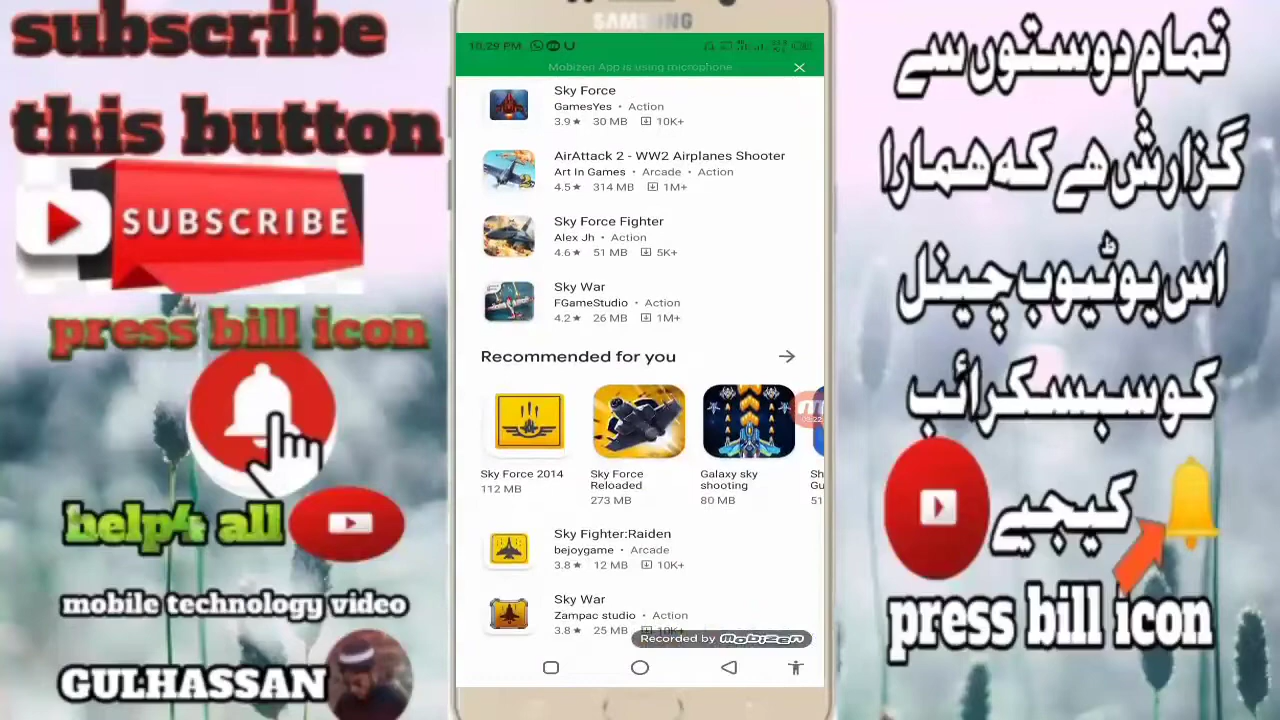 subscribe
this button
SUBSCRIBE
press bill icon
help4 all
mobile technology video
GULHASSAN
SAMSUNG
10:29 PM
Mobizen App is using microphone
Sky Force
GamesYes • Action
3.9★ 30 MB 10K+
AirAttack 2 - WW2 Airplanes Shooter
Art In Games • Arcade • Action
4.5★ 314 MB 1M+
Sky Force Fighter
Alex Jh • Action
4.6★ 51 MB 5K+
Sky War
FGameStudio • Action
4.2★ 26 MB 1M+
Recommended for you
Sky Force 2014
112 MB
Sky Force
Reloaded
273 MB
Galaxy sky
shooting
80 MB
Sky Fighter:Raiden
bejoygame • Arcade
3.8★ 12 MB 10K+
Sky War
Zampac studio • Action
3.8★ 25 MB 10K+
Recorded by mobizen
تمام دوستوں سے
گزارش ھے کہ ھمارا
اس یوٹیوب چینل
کو سبسکرائب
کیجیے
press bill icon